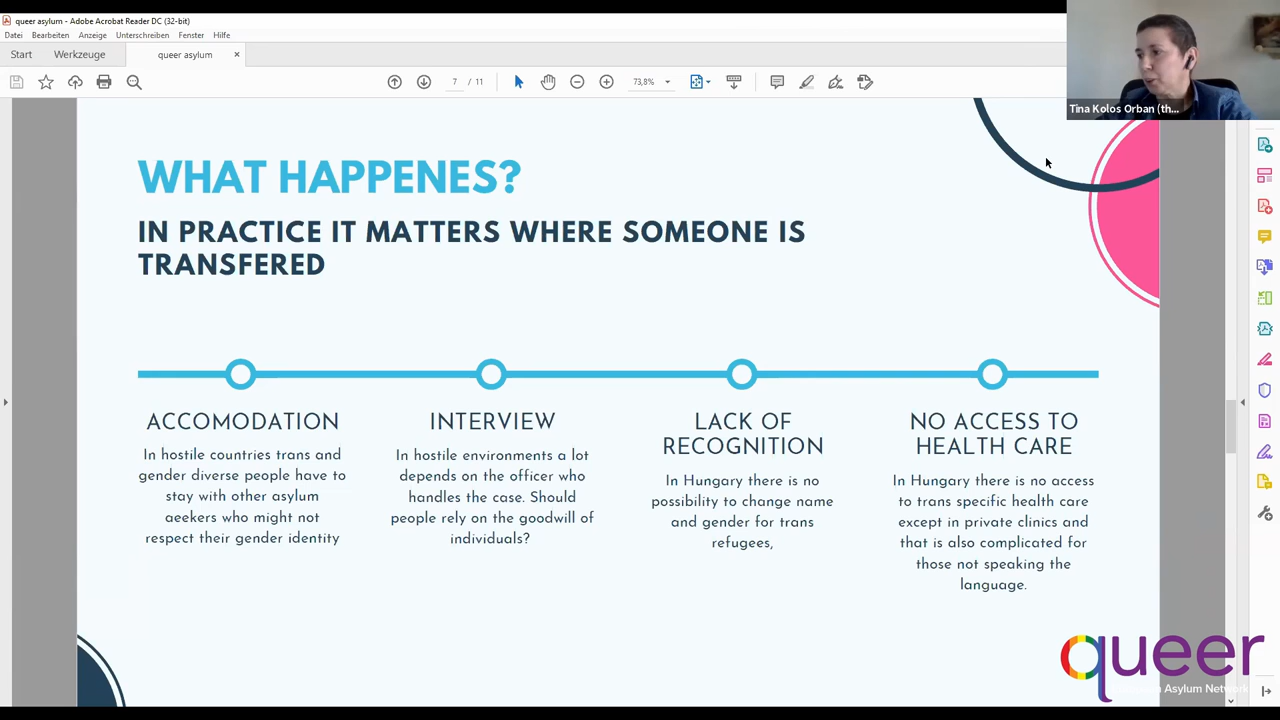 queer asylum - Adobe Acrobat Reader DC (32-bit)
Datei Bearbeiten Anzeige Unterschreiben Fenster Hilfe
Start Werkzeuge queer asylum ×
7 / 11 73,8%
Tina Kolos Orban (th...
WHAT HAPPENES?
IN PRACTICE IT MATTERS WHERE SOMEONE IS
TRANSFERED
ACCOMODATION
In hostile countries trans and
gender diverse people have to
stay with other asylum
aeekers who might not
respect their gender identity
INTERVIEW
In hostile environments a lot
depends on the officer who
handles the case. Should
people rely on the goodwill of
individuals?
LACK OF
RECOGNITION
In Hungary there is no
possibility to change name
and gender for trans
refugees,
NO ACCESS TO
HEALTH CARE
In Hungary there is no access
to trans specific health care
except in private clinics and
that is also complicated for
those not speaking the
language.
queer
Asylum Network